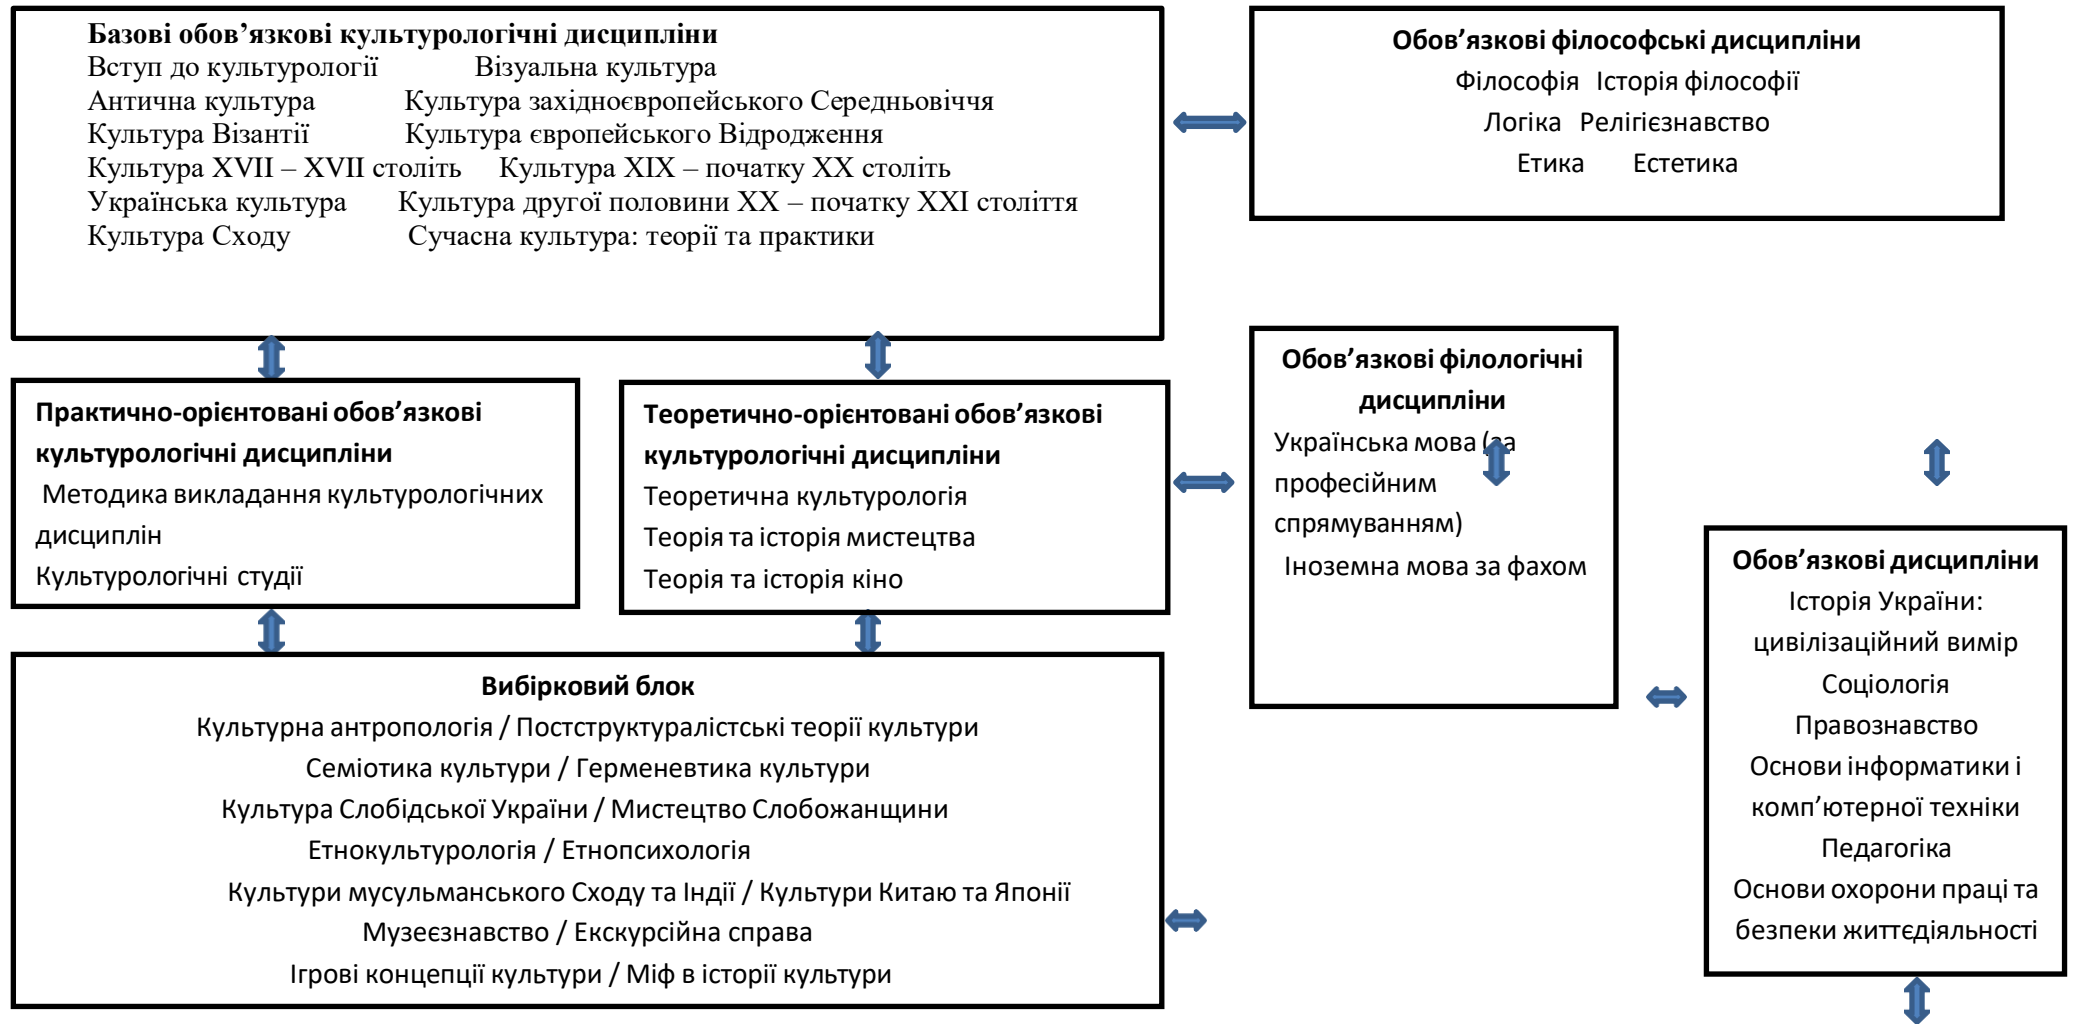 Базові обов’язкові культурологічні дисципліни
Вступ до культурології Візуальна культура
Антична культура Культура західноєвропейського Середньовіччя
Культура Візантії Культура європейського Відродження
Культура XVII – XVII століть Культура XIX – початку XX століть
Українська культура Культура другої половини XX – початку XXI століття
Культура Сходу Сучасна культура: теорії та практики
Обов’язкові філософські дисципліни
Філософія Історія філософії
Логіка Релігієзнавство
Етика Естетика
Практично-орієнтовані обов’язкові
культурологічні дисципліни
Методика викладання культурологічних
дисциплін
Культурологічні студії
Теоретично-орієнтовані обов’язкові
культурологічні дисципліни
Теоретична культурологія
Теорія та історія мистецтва
Теорія та історія кіно
Обов’язкові філологічні
дисципліни
Українська мова (за
професійним
спрямуванням)
Іноземна мова за фахом
Обов’язкові дисципліни
Історія України:
цивілізаційний вимір
Соціологія
Правознавство
Основи інформатики і
комп’ютерної техніки
Педагогіка
Основи охорони праці та
безпеки життєдіяльності
Вибірковий блок
Культурна антропологія / Постструктуралістські теорії культури
Семіотика культури / Герменевтика культури
Культура Слобідської України / Мистецтво Слобожанщини
Етнокультурологія / Етнопсихологія
Культури мусульманського Сходу та Індії / Культури Китаю та Японії
Музеєзнавство / Екскурсійна справа
Ігрові концепції культури / Міф в історії культури